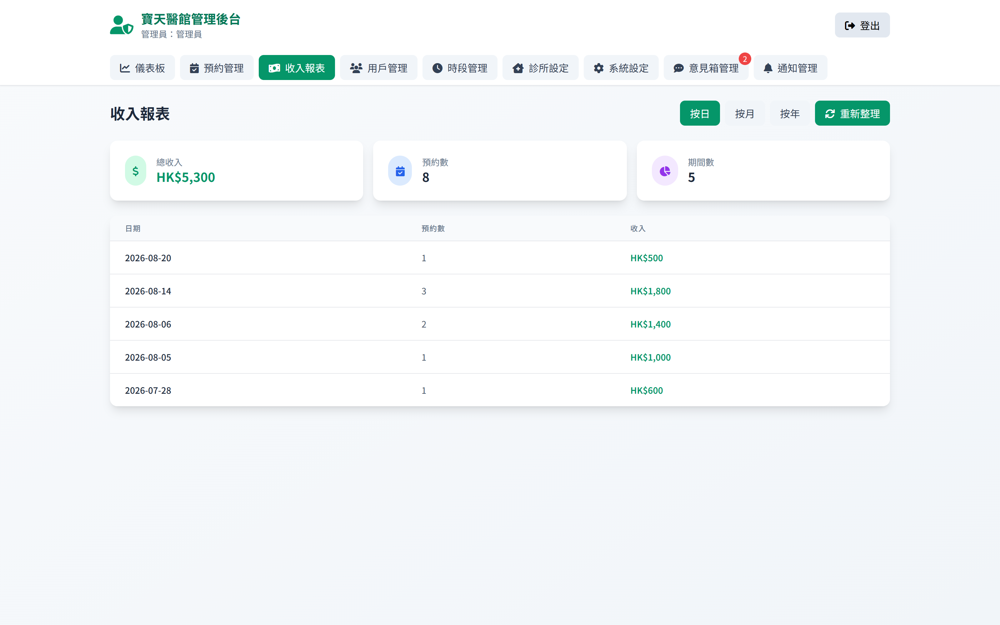 寶天醫館管理後台
管理員：管理員
登出
儀表板
預約管理
收入報表
用戶管理
時段管理
診所設定
系統設定
意見箱管理
2
通知管理
收入報表
按日
按月
按年
重新整理
總收入
HK$5,300
預約數
8
期間數
5
日期 預約數 收入
2026-08-20 1 HK$500
2026-08-14 3 HK$1,800
2026-08-06 2 HK$1,400
2026-08-05 1 HK$1,000
2026-07-28 1 HK$600